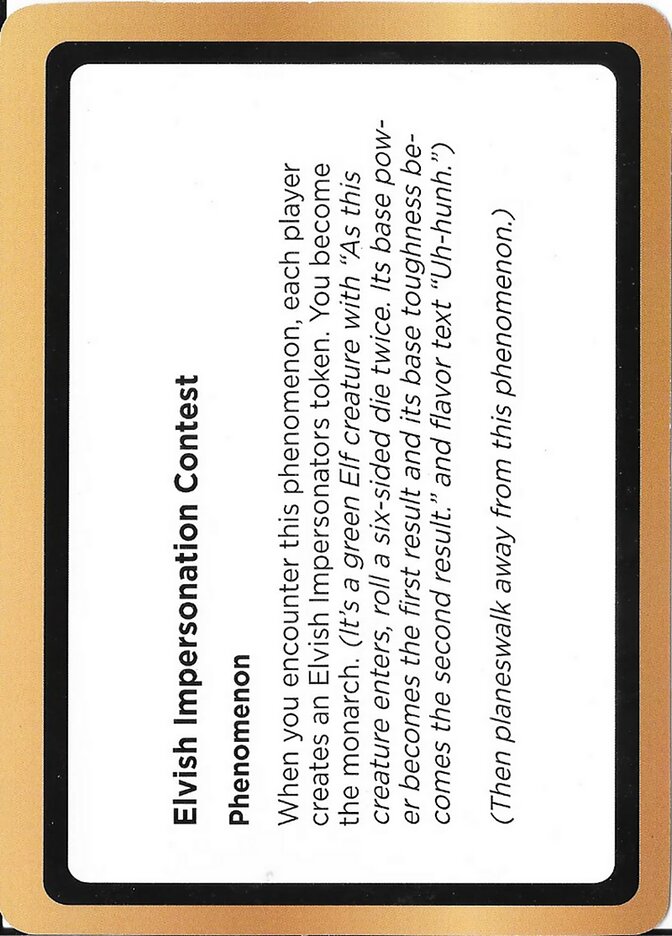 Elvish Impersonation Contest
Phenomenon
When you encounter this phenomenon, each player
creates an Elvish Impersonators token. You become
the monarch. (It's a green Elf creature with “As this
creature enters, roll a six-sided die twice. Its base pow-
er becomes the first result and its base toughness be-
comes the second result.” and flavor text “Uh-hunh.”)
(Then planeswalk away from this phenomenon.)